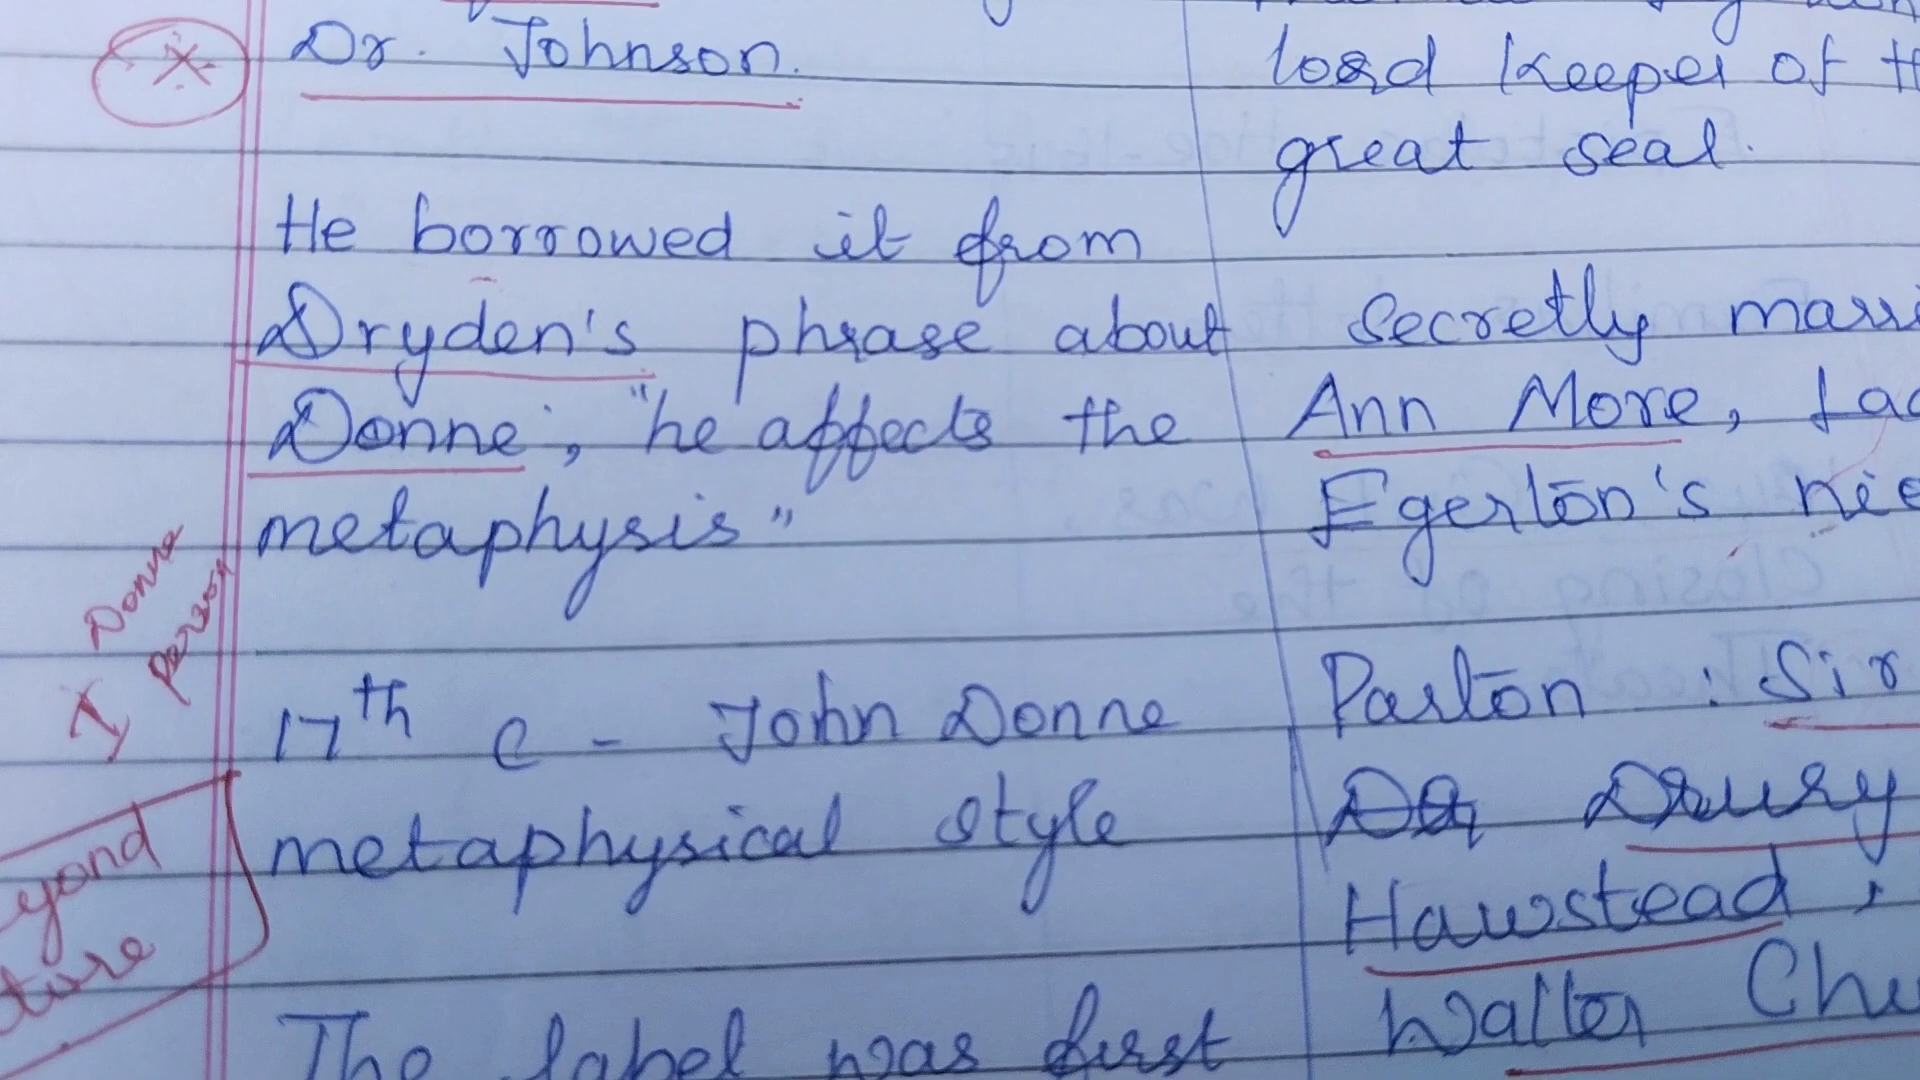 Dr. Johnson.
He borrowed it from
Dryden's phrase about
Donne, "he affects the
metaphysis"
17th c - John Donne
metaphysical style
The label was first
lord keeper of
great seal.
Secretly
Ann More,
Egerton's
Parton : Sir
Drury
Hawstead,
Walter
Donne
Person